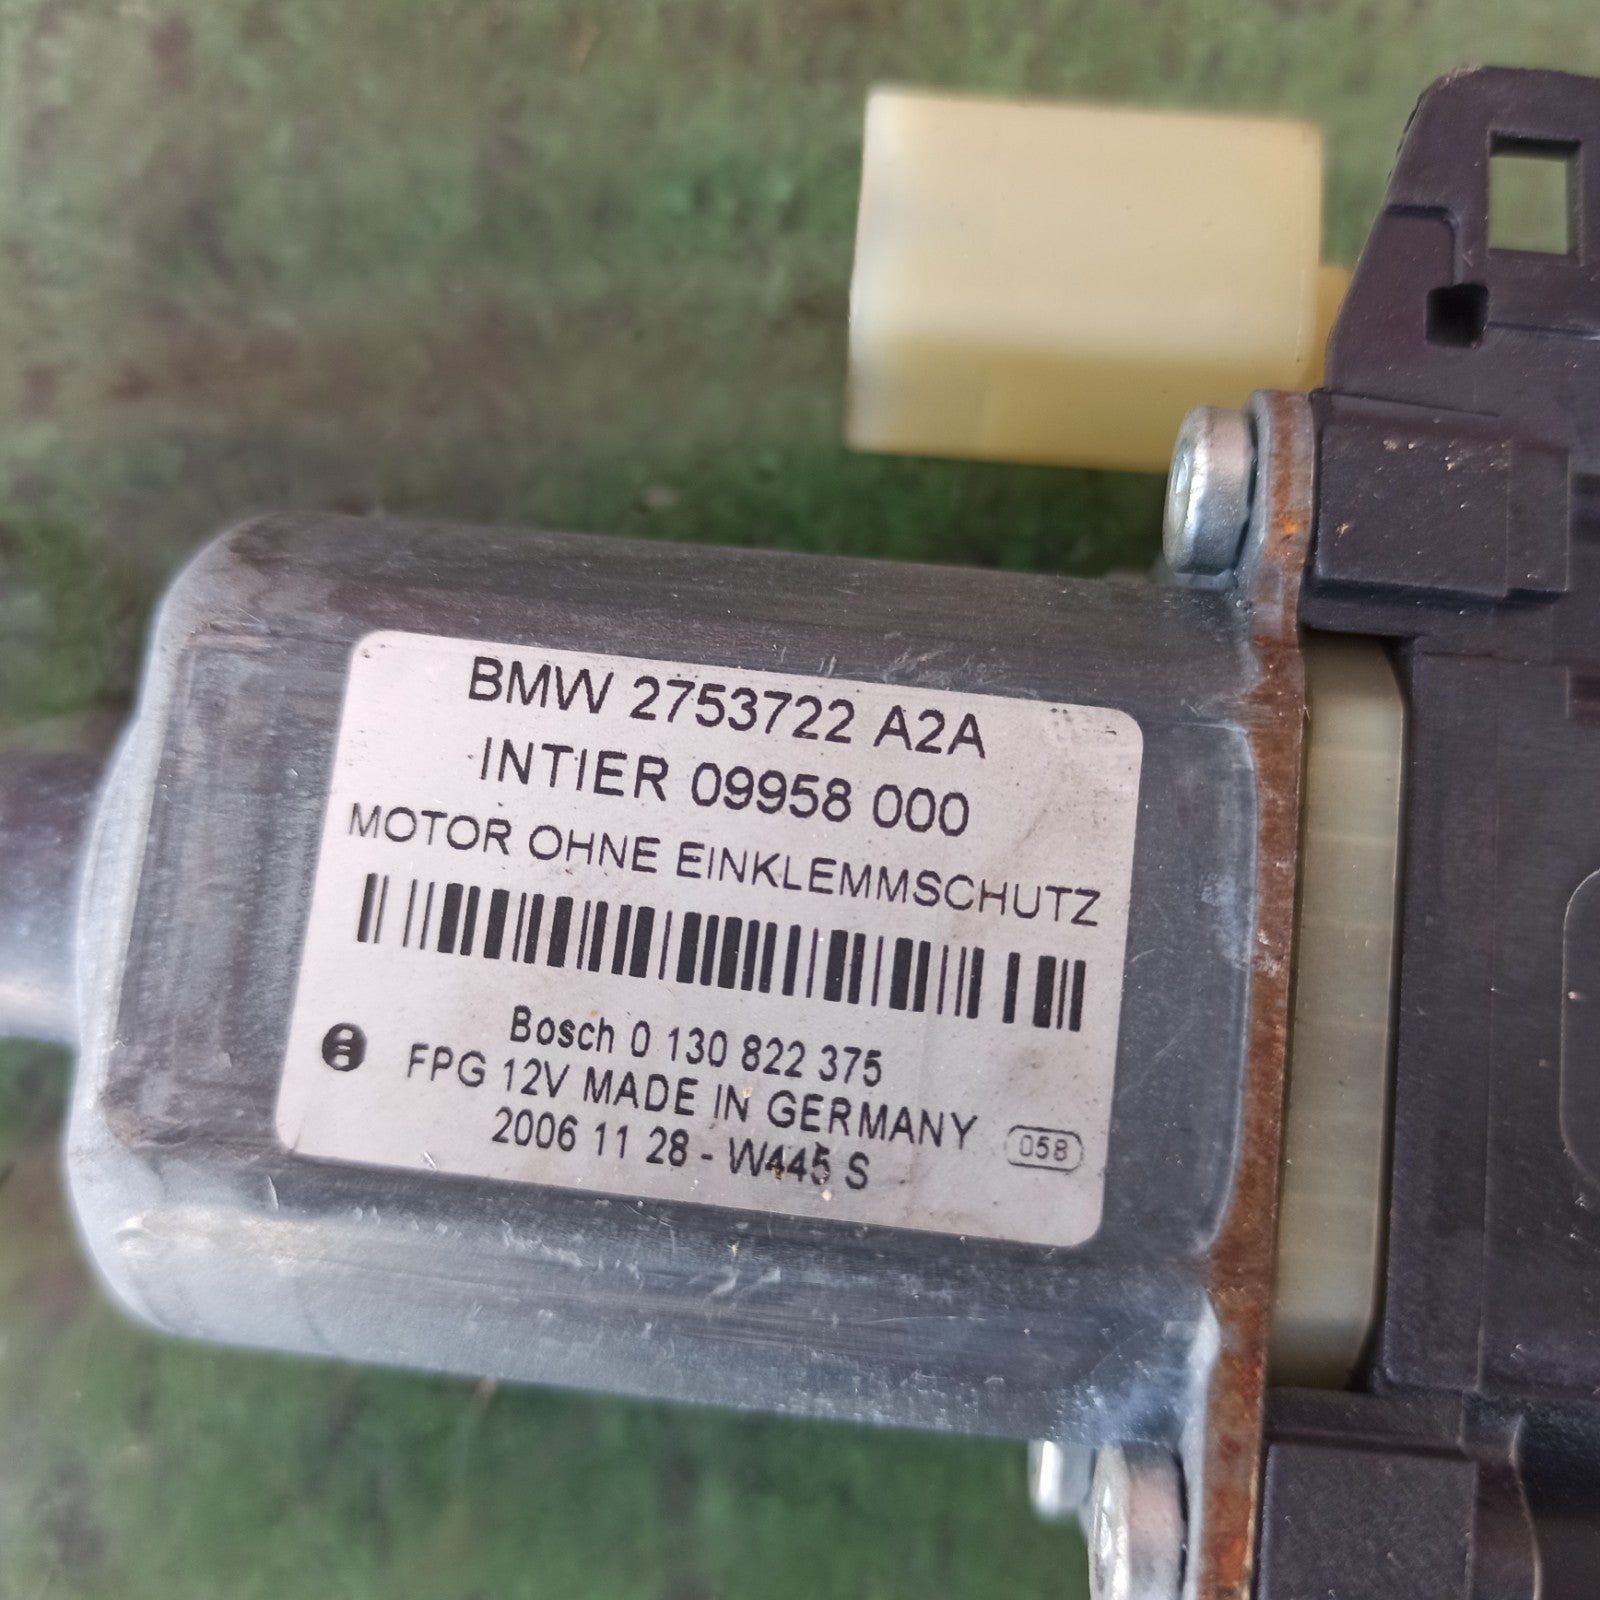 BMW 2753722 A2A
INTIER 09958 000
MOTOR OHNE EINKLEMMSCHUTZ
Bosch 0 130 822 375
FPG 12V MADE IN GERMANY
058
2006 11 28 - W445 S